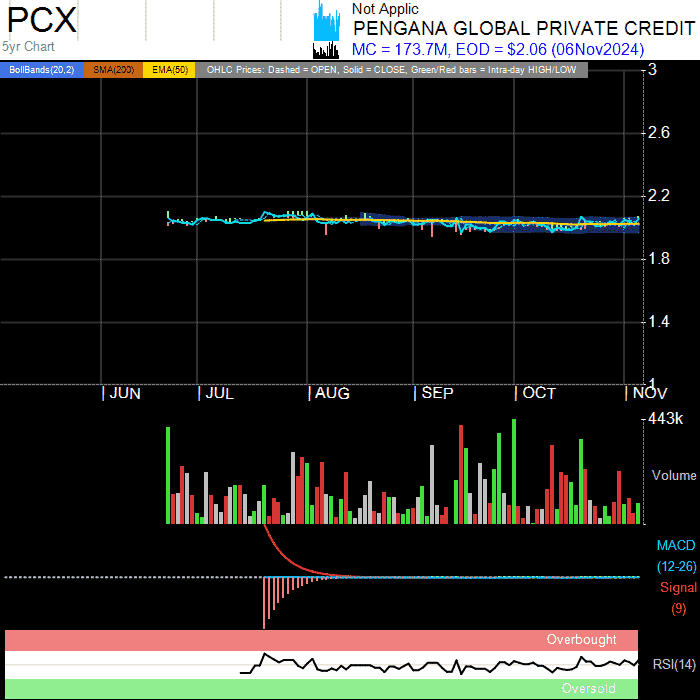 PCX
5yr Chart
Not Applic
PENGANA GLOBAL PRIVATE CREDIT
MC = 173.7M, EOD = $2.06 (06Nov2024)
BollBands(20,2) SMA(200) EMA(50) OHLC Prices: Dashed = OPEN, Solid = CLOSE, Green/Red bars = Intra-day HIGH/LOW
3
2.6
2.2
1.8
1.4
1
| JUN | JUL | AUG | SEP | OCT | NOV
443k
Volume
MACD
(12-26)
Signal
(9)
Overbought
RSI(14)
Oversold